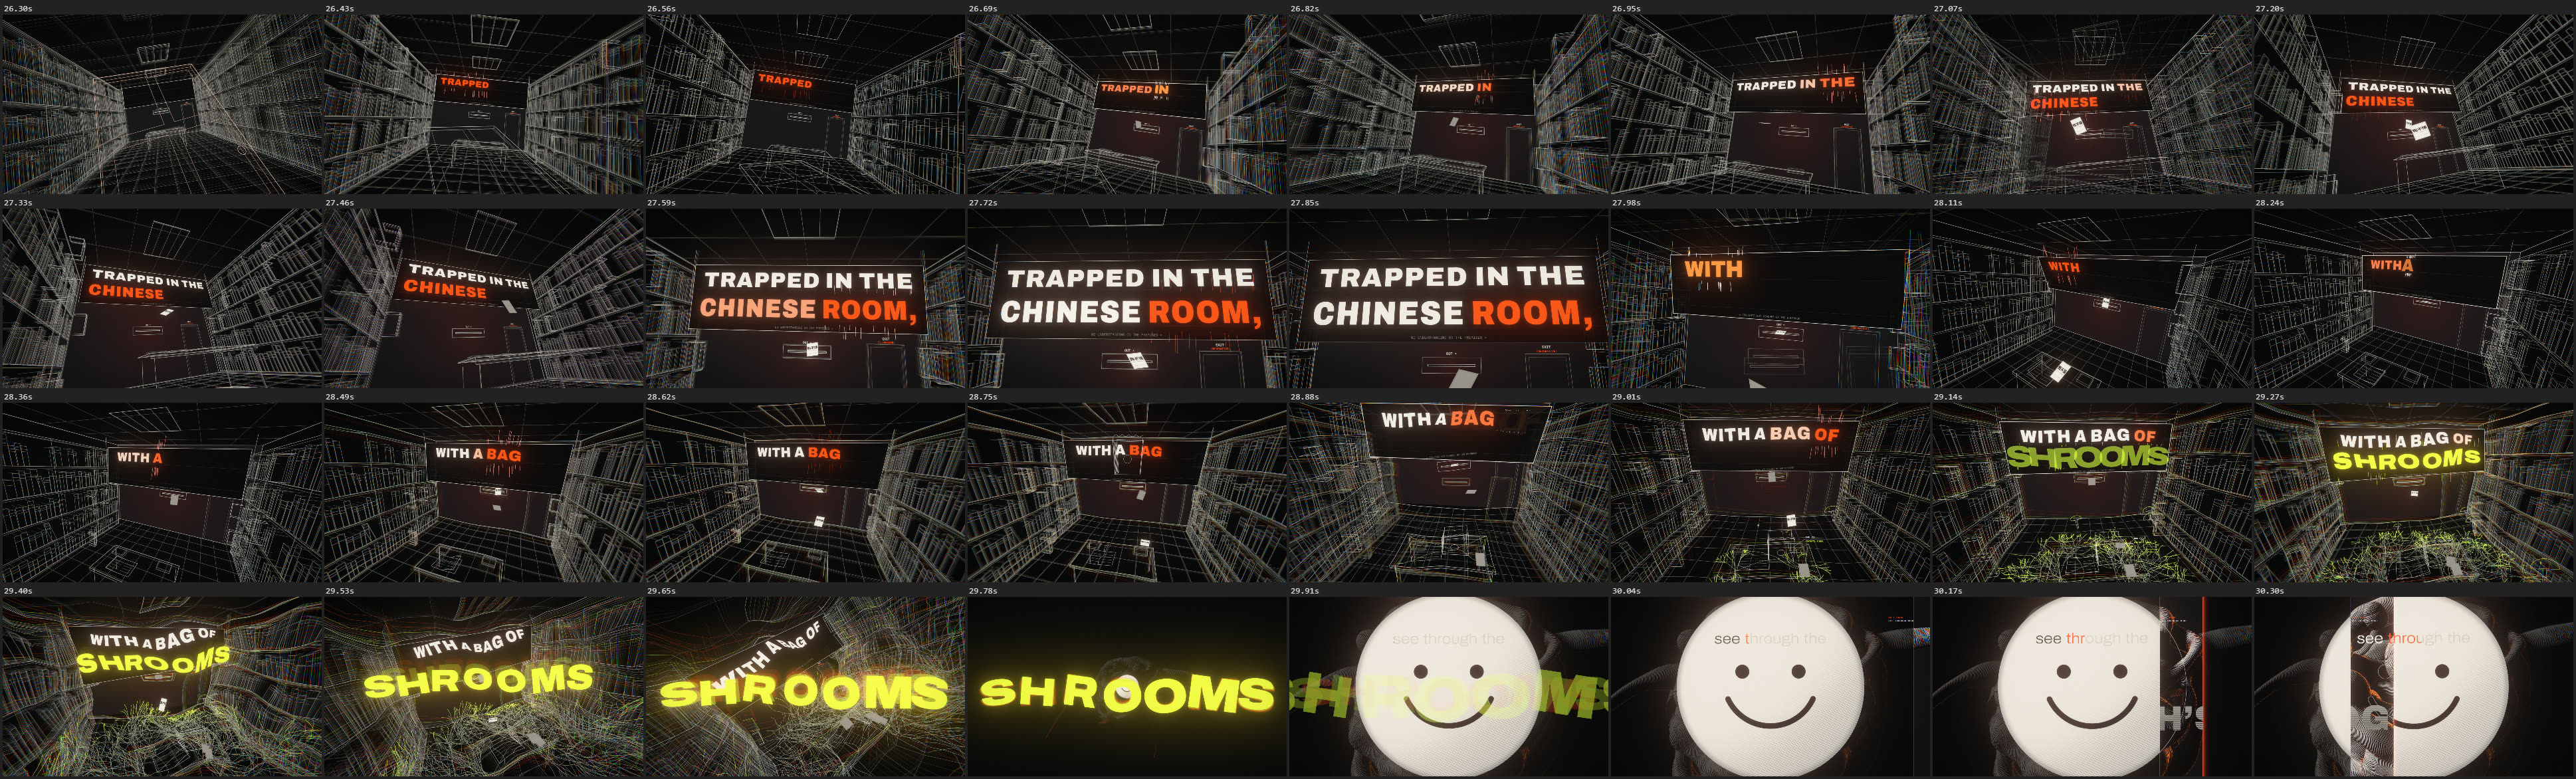 26.30s
26.43s
TRAPPED
26.56s
TRAPPED
26.69s
TRAPPED IN
26.82s
TRAPPED IN
26.95s
TRAPPED IN THE
27.07s
TRAPPED IN THE
CHINESE
27.20s
TRAPPED IN THE
CHINESE
27.33s
TRAPPED IN THE
CHINESE
27.46s
TRAPPED IN THE
CHINESE
27.59s
TRAPPED IN THE
CHINESE ROOM,
27.72s
TRAPPED IN THE
CHINESE ROOM,
27.85s
TRAPPED IN THE
CHINESE ROOM,
27.98s
WITH
28.11s
WITH
28.24s
WITH A
28.36s
WITH A
28.49s
WITH A BAG
28.62s
WITH A BAG
28.75s
WITH A BAG
28.88s
WITH A BAG
29.01s
WITH A BAG OF
29.14s
WITH A BAG OF
SHROOMS
29.27s
WITH A BAG OF
SHROOMS
29.40s
WITH A BAG OF
SHROOMS
29.53s
WITH A BAG OF
SHROOMS
29.65s
WITH A BAG OF
SHROOMS
29.78s
SHROOMS
29.91s
see through the
SHROOMS
30.04s
see through the
30.17s
see through the
H'S
30.30s
see through the
G